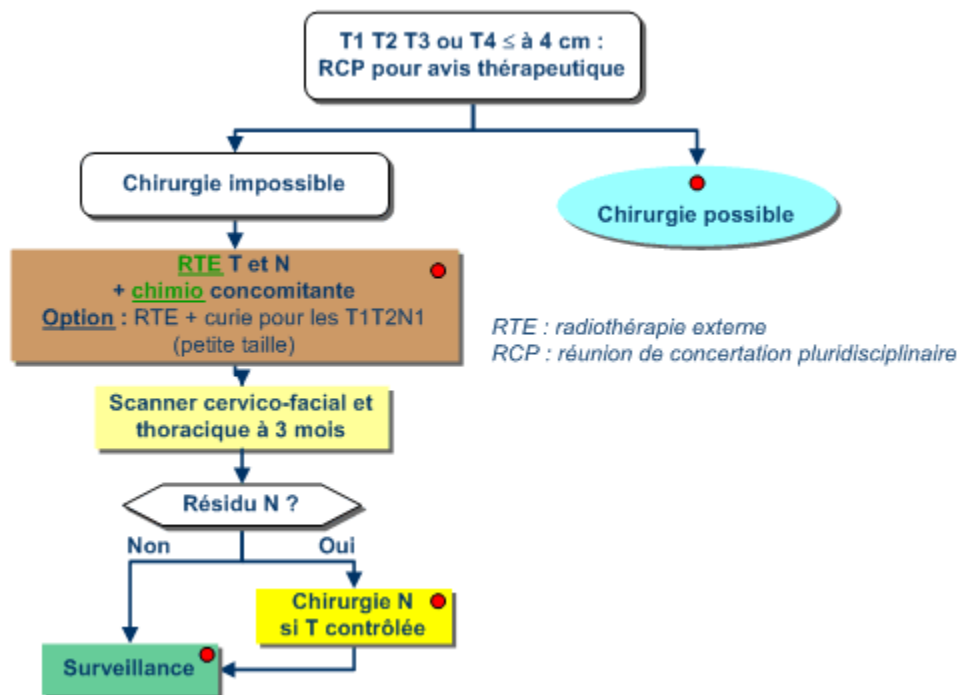 T1 T2 T3 ou T4 ≤ à 4 cm :
RCP pour avis thérapeutique
Chirurgie impossible
Chirurgie possible
RTE T et N
+ chimio concomitante
Option : RTE + curie pour les T1T2N1
(petite taille)
RTE : radiothérapie externe
RCP : réunion de concertation pluridisciplinaire
Scanner cervico-facial et
thoracique à 3 mois
Résidu N ?
Non
Oui
Chirurgie N
si T contrôlée
Surveillance